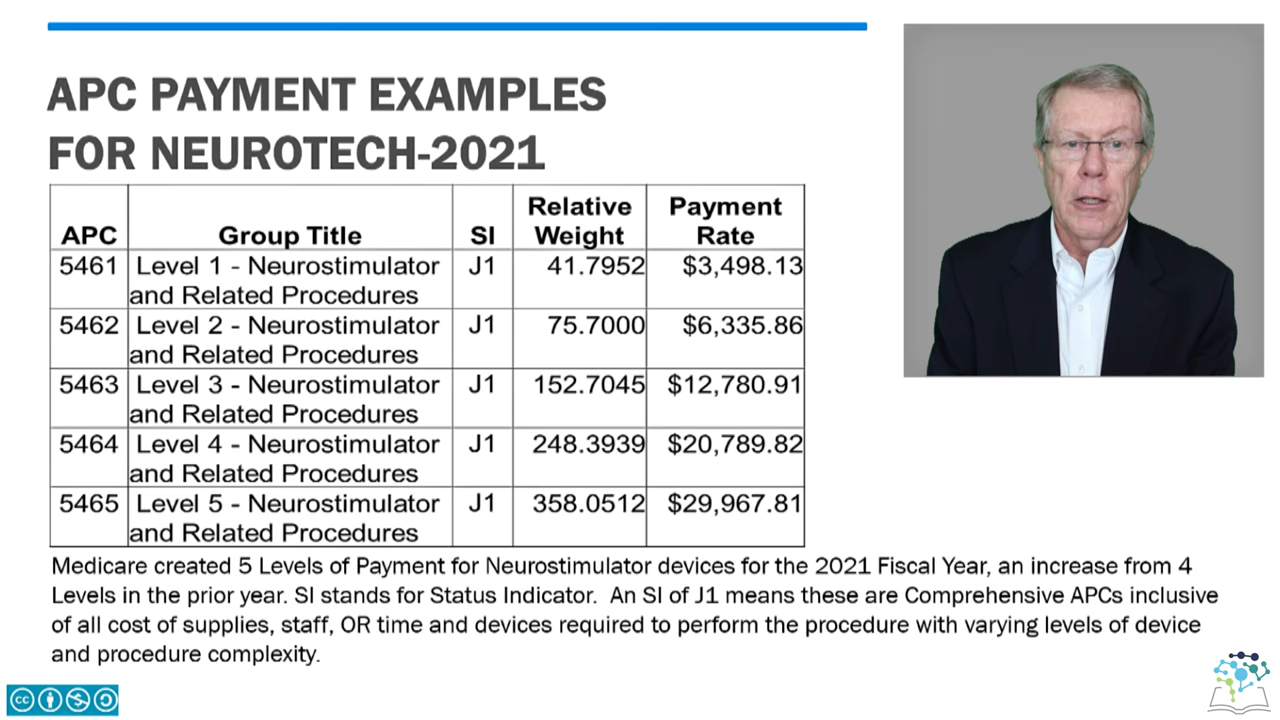 APC PAYMENT EXAMPLES
FOR NEUROTECH-2021
APC Group Title SI Relative Weight Payment Rate
5461 Level 1 - Neurostimulator and Related Procedures J1 41.7952 $3,498.13
5462 Level 2 - Neurostimulator and Related Procedures J1 75.7000 $6,335.86
5463 Level 3 - Neurostimulator and Related Procedures J1 152.7045 $12,780.91
5464 Level 4 - Neurostimulator and Related Procedures J1 248.3939 $20,789.82
5465 Level 5 - Neurostimulator and Related Procedures J1 358.0512 $29,967.81
Medicare created 5 Levels of Payment for Neurostimulator devices for the 2021 Fiscal Year, an increase from 4
Levels in the prior year. SI stands for Status Indicator. An SI of J1 means these are Comprehensive APCs inclusive
of all cost of supplies, staff, OR time and devices required to perform the procedure with varying levels of device
and procedure complexity.
cc